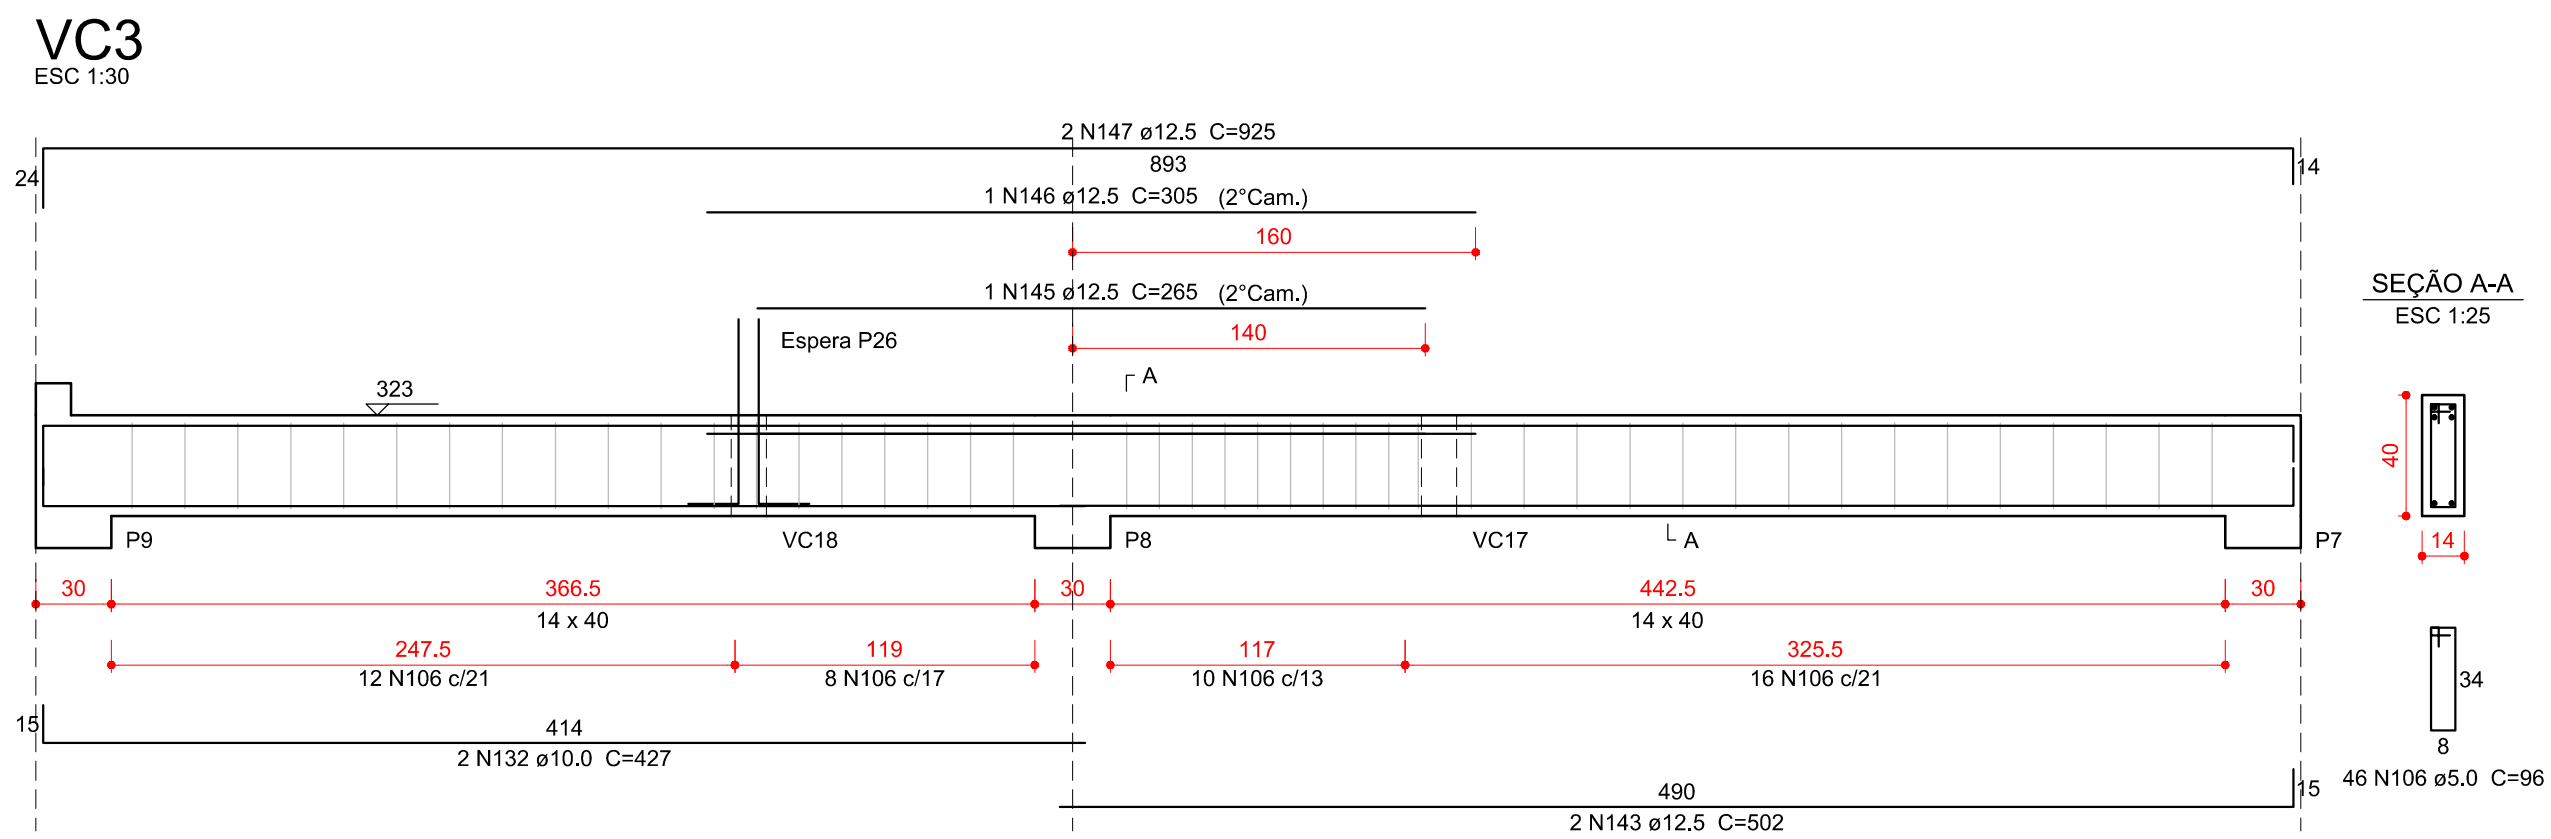 VC3
ESC 1:30
2 N147 ø12.5  C=925
24
893
14
1 N146 ø12.5  C=305   (2°Cam.)
160
1 N145 ø12.5  C=265   (2°Cam.)
140
Espera P26
A
323
P9
VC18
P8
VC17
A
P7
30
366.5
30
442.5
30
14 x 40
14 x 40
247.5
119
117
325.5
12 N106 c/21
8 N106 c/17
10 N106 c/13
16 N106 c/21
15
414
2 N132 ø10.0  C=427
490
15
2 N143 ø12.5  C=502
SEÇÃO A-A
ESC 1:25
40
14
34
8
46 N106 ø5.0  C=96